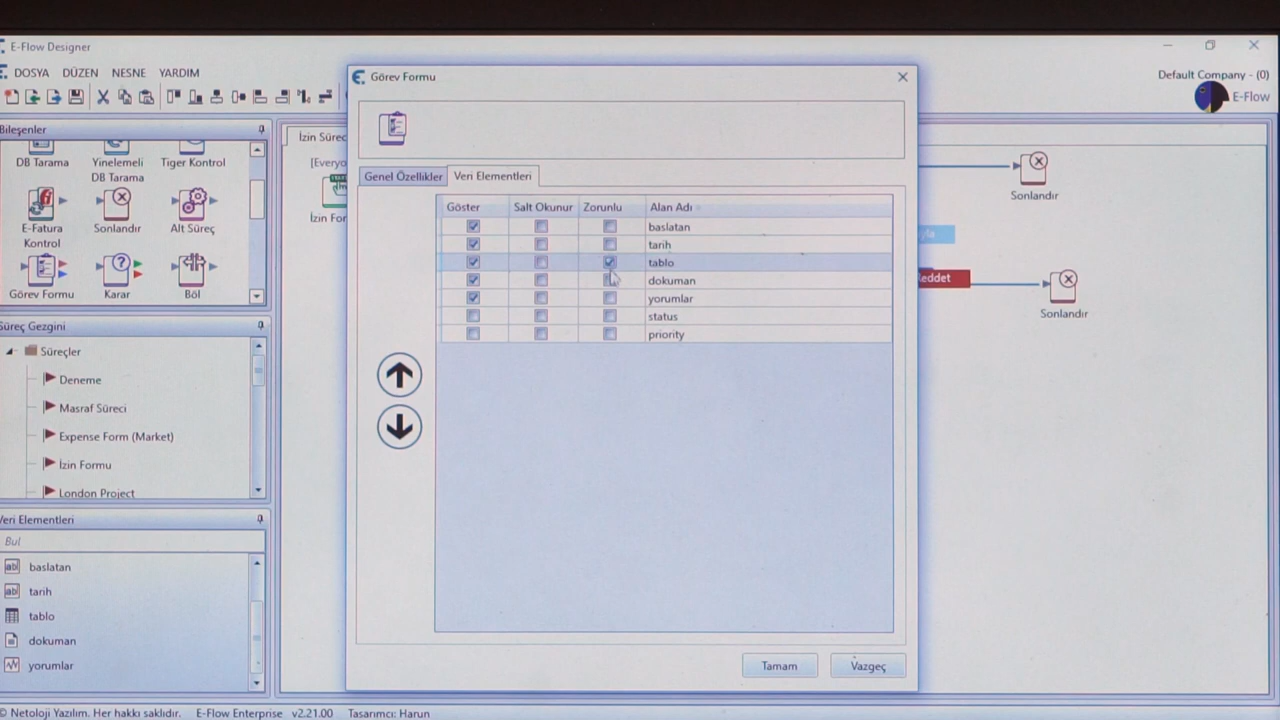 E-Flow Designer
DOSYA DÜZEN NESNE YARDIM
Default Company - (0)
E-Flow
Bileşenler
DB Tarama
Yinelemeli DB Tarama
Tiger Kontrol
E-Fatura Kontrol
Sonlandır
Alt Süreç
Görev Formu
Karar
Böl
Süreç Gezgini
Süreçler
Deneme
Masraf Süreci
Expense Form (Market)
İzin Formu
London Project
Veri Elementleri
Bul
baslatan
tarih
tablo
dokuman
yorumlar
İzin Sürec
[Everyo
İzin For
Görev Formu
Genel Özellikler
Veri Elementleri
Göster Salt Okunur Zorunlu Alan Adı
baslatan
tarih
tablo
dokuman
yorumlar
status
priority
Tamam
Vazgeç
Sonlandır
eddet
Sonlandır
© Netoloji Yazılım. Her hakkı saklıdır. E-Flow Enterprise v2.21.00 Tasarımcı: Harun